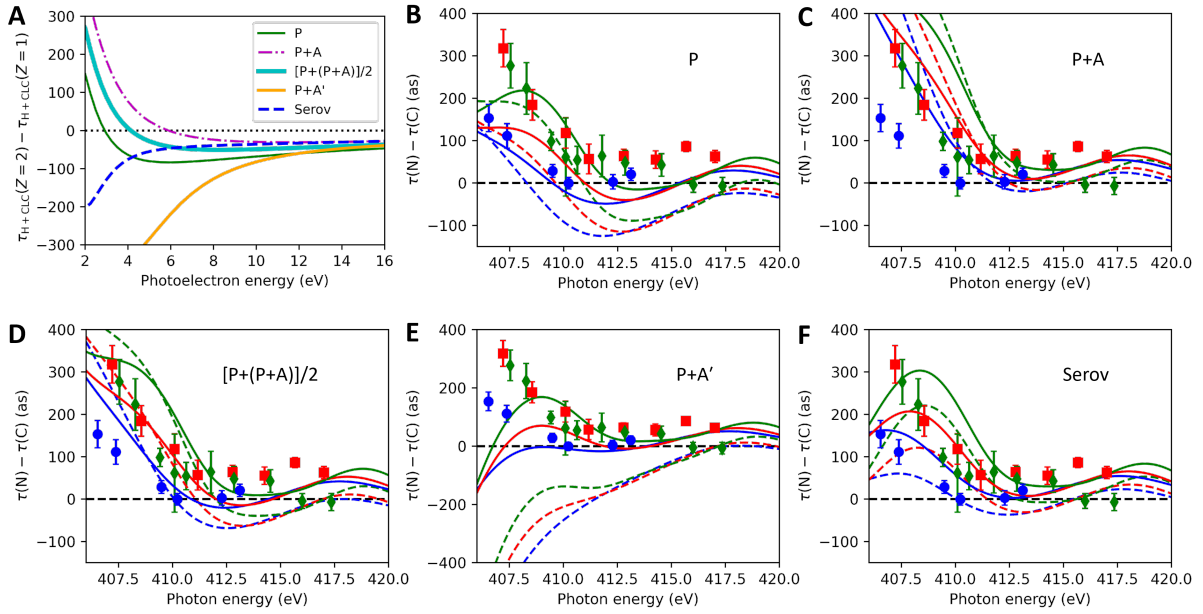 A
τH+CLC(Z = 2) − τH+CLC(Z = 1)
300
200
100
0
−100
−200
−300
P
P+A
[P+(P+A)]/2
P+A'
Serov
2 4 6 8 10 12 14 16
Photoelectron energy (eV)
B
τ(N) − τ(C) (as)
400
300
200
100
0
−100
P
407.5 410.0 412.5 415.0 417.5 420.0
Photon energy (eV)
C
τ(N) − τ(C) (as)
400
300
200
100
0
−100
P+A
407.5 410.0 412.5 415.0 417.5 420.0
Photon energy (eV)
D
τ(N) − τ(C) (as)
400
300
200
100
0
−100
[P+(P+A)]/2
407.5 410.0 412.5 415.0 417.5 420.0
Photon energy (eV)
E
τ(N) − τ(C) (as)
400
200
0
−200
−400
P+A′
407.5 410.0 412.5 415.0 417.5 420.0
Photon energy (eV)
F
τ(N) − τ(C) (as)
400
300
200
100
0
−100
Serov
407.5 410.0 412.5 415.0 417.5 420.0
Photon energy (eV)